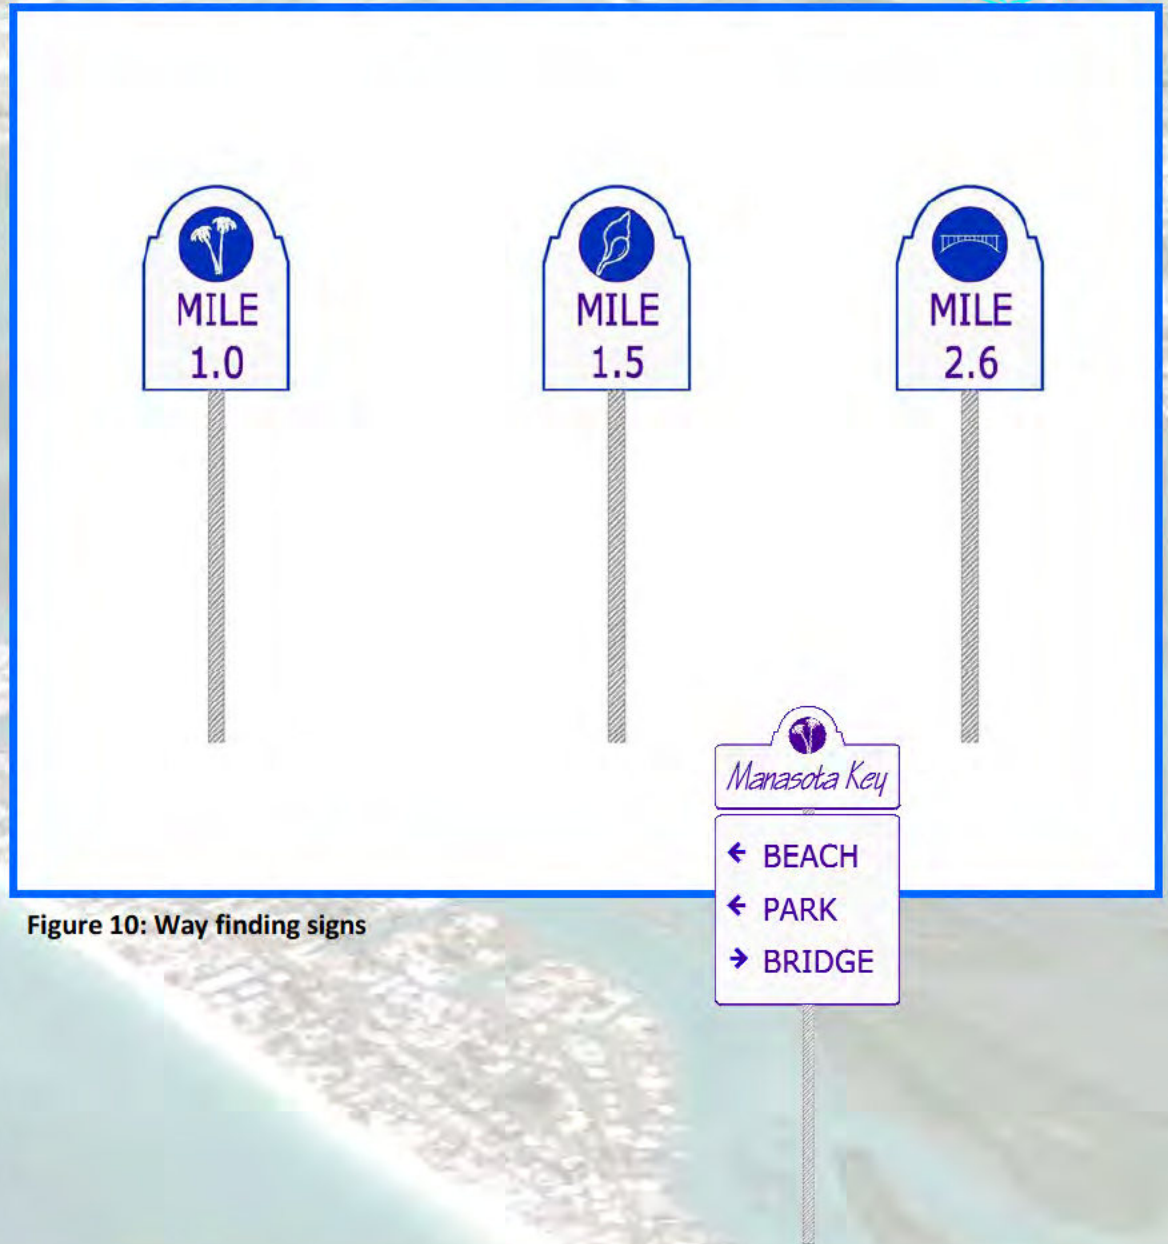 MILE
1.0
MILE
1.5
MILE
2.6
Manasota Key
← BEACH
← PARK
→ BRIDGE
Figure 10: Way finding signs